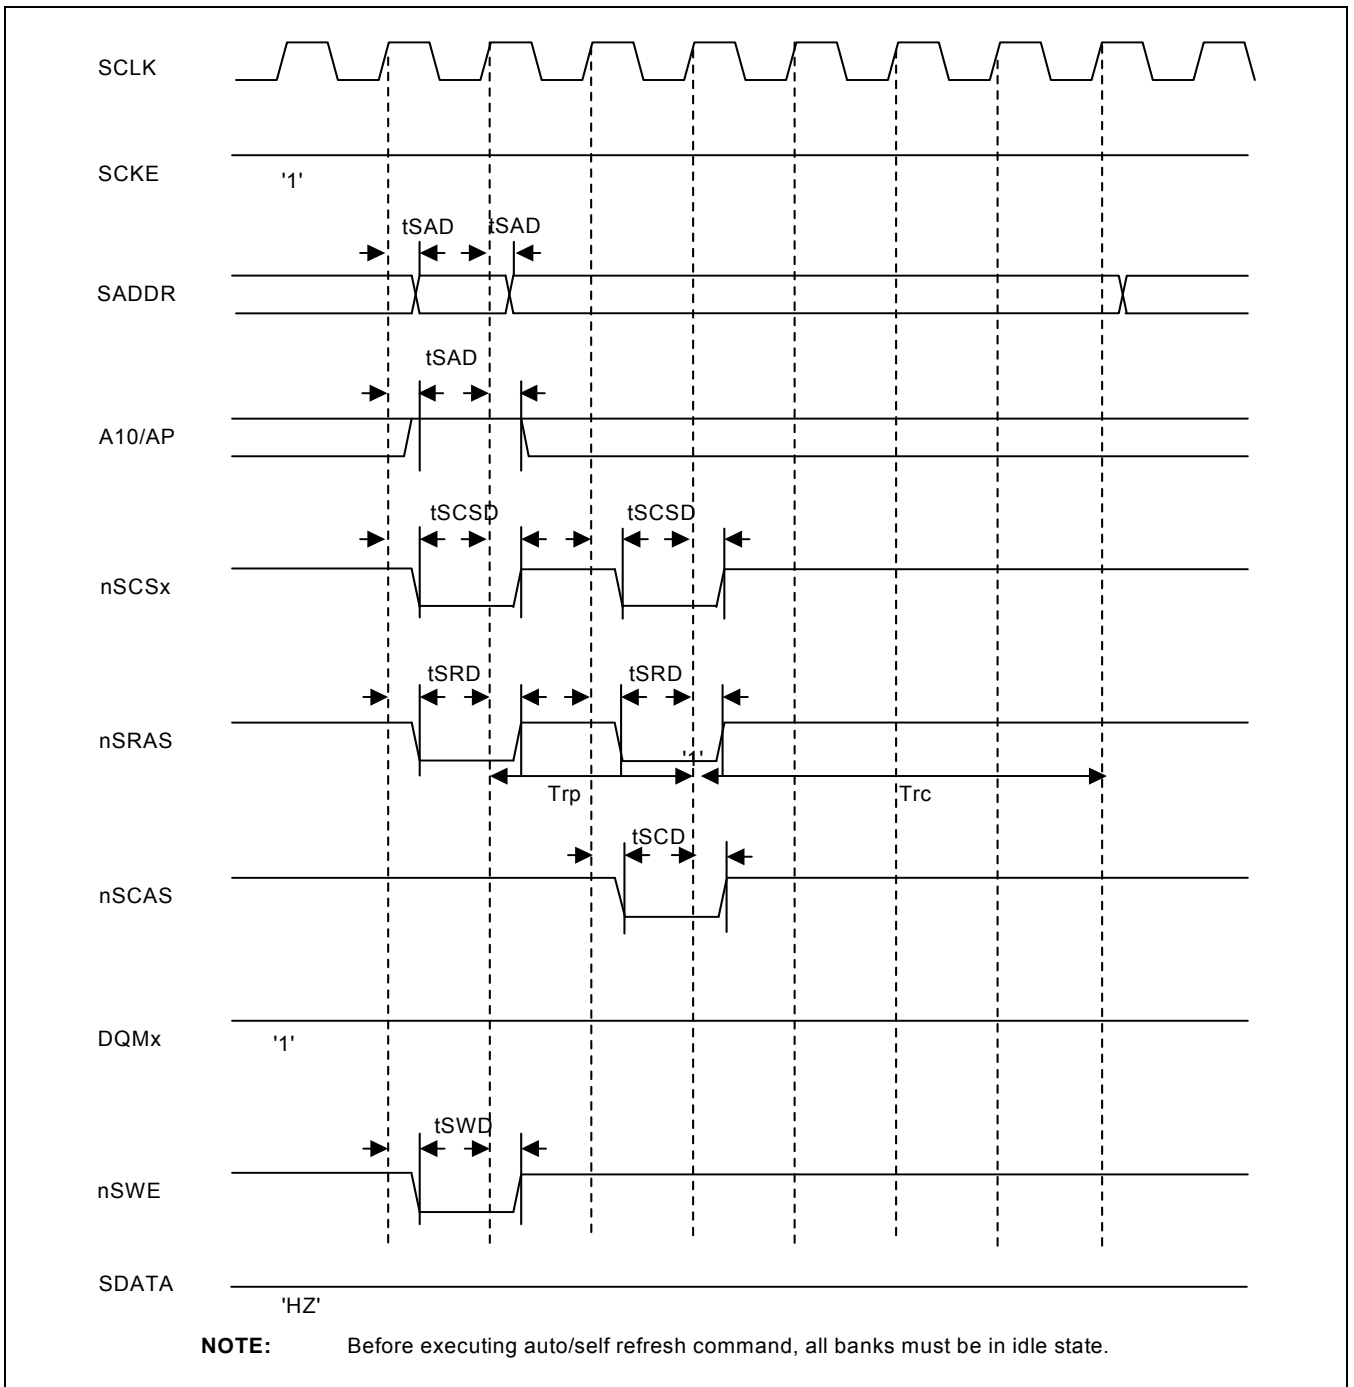 SCLK
SCKE
'1'
tSAD tSAD
SADDR
tSAD
A10/AP
tSCSD tSCSD
nSCSx
tSRD tSRD
nSRAS
'1'
Trp Trc
tSCD
nSCAS
DQMx
'1'
tSWD
nSWE
SDATA
'HZ'
NOTE: Before executing auto/self refresh command, all banks must be in idle state.